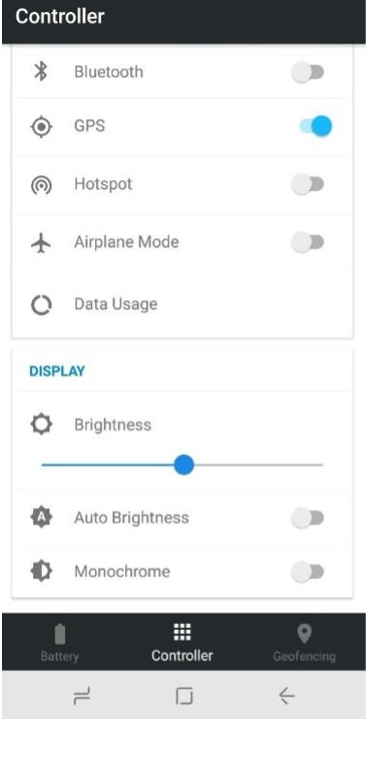 Controller
Bluetooth
GPS
Hotspot
Airplane Mode
Data Usage
DISPLAY
Brightness
Auto Brightness
Monochrome
Battery
Controller
Geofencing